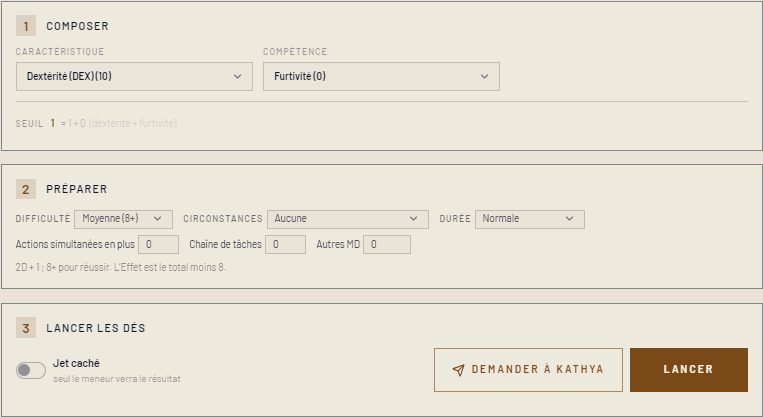 1 COMPOSER
CARACTÉRISTIQUE COMPÉTENCE
Dextérité (DEX) (10) Furtivité (0)
SEUIL 1 = 1 + 0 (dexterite + furtivite)
2 PRÉPARER
DIFFICULTÉ Moyenne (8+) CIRCONSTANCES Aucune DURÉE Normale
Actions simultanées en plus 0 Chaîne de tâches 0 Autres MD 0
2D + 1 ; 8+ pour réussir. L'Effet est le total moins 8.
3 LANCER LES DÉS
Jet caché
seul le meneur verra le résultat
DEMANDER À KATHYA LANCER